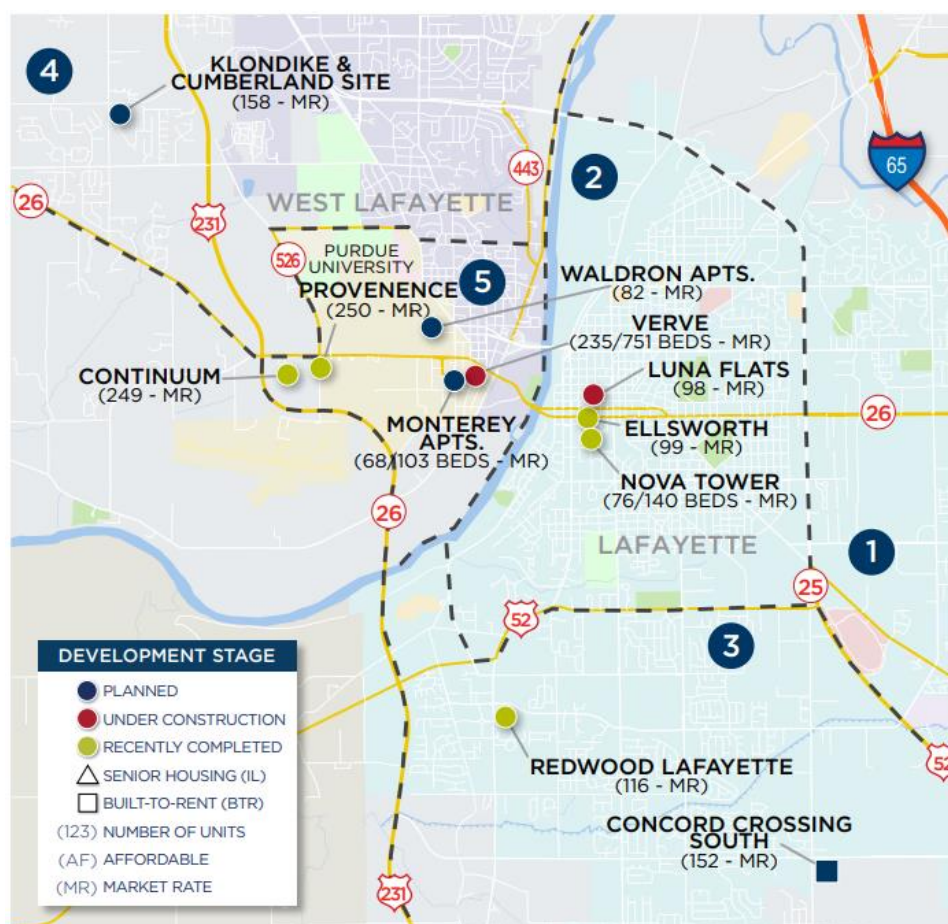 4
KLONDIKE &
CUMBERLAND SITE
(158 - MR)
65
443
2
26
231
WEST LAFAYETTE
526
PURDUE
UNIVERSITY
5
PROVENENCE
(250 - MR)
WALDRON APTS.
(82 - MR)
VERVE
(235/751 BEDS - MR)
CONTINUUM
(249 - MR)
LUNA FLATS
(98 - MR)
26
MONTEREY
APTS.
(68/103 BEDS - MR)
ELLSWORTH
(99 - MR)
NOVA TOWER
(76/140 BEDS - MR)
26
LAFAYETTE
1
25
52
3
DEVELOPMENT STAGE
PLANNED
UNDER CONSTRUCTION
RECENTLY COMPLETED
SENIOR HOUSING (IL)
BUILT-TO-RENT (BTR)
(123) NUMBER OF UNITS
(AF) AFFORDABLE
(MR) MARKET RATE
REDWOOD LAFAYETTE
(116 - MR)
52
CONCORD CROSSING
SOUTH
(152 - MR)
231